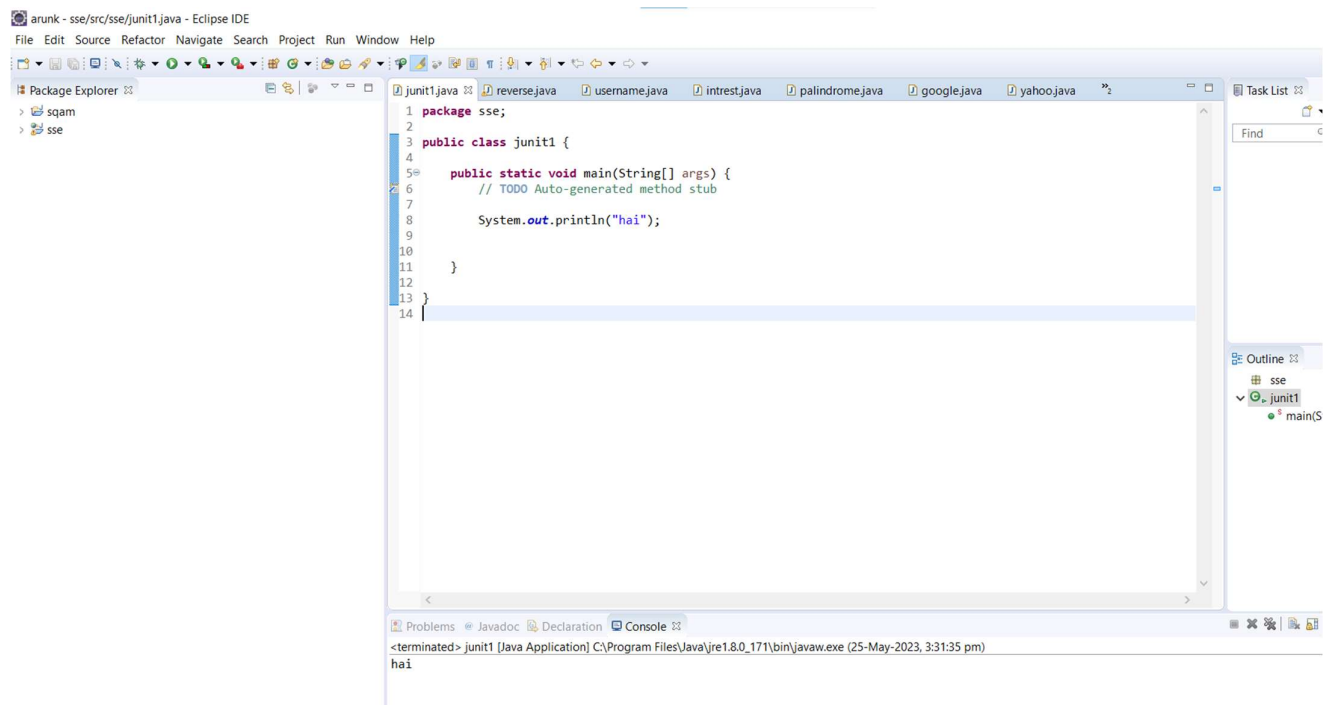 arunk - sse/src/sse/junit1.java - Eclipse IDE
File Edit Source Refactor Navigate Search Project Run Window Help
Package Explorer
sqam
sse
junit1.java reverse.java username.java intrest.java palindrome.java google.java yahoo.java »2
1 package sse;
2
3 public class junit1 {
4
5 public static void main(String[] args) {
6 // TODO Auto-generated method stub
7
8 System.out.println("hai");
9
10
11 }
12
13 }
14
Task List
Find
Outline
sse
junit1
main(S
Problems Javadoc Declaration Console
<terminated> junit1 [Java Application] C:\Program Files\Java\jre1.8.0_171\bin\javaw.exe (25-May-2023, 3:31:35 pm)
hai